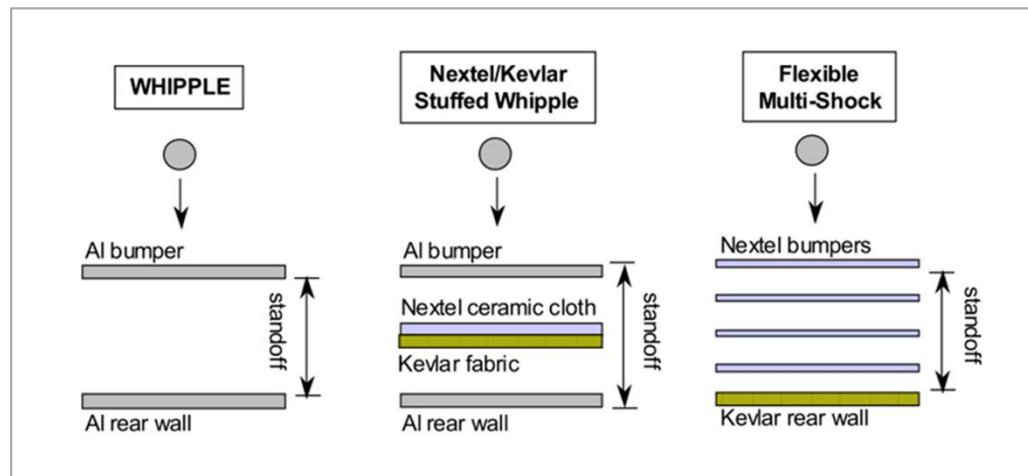 WHIPPLE
Al bumper
standoff
Al rear wall
Nextel/Kevlar
Stuffed Whipple
Al bumper
Nextel ceramic cloth
Kevlar fabric
standoff
Al rear wall
Flexible
Multi-Shock
Nextel bumpers
standoff
Kevlar rear wall